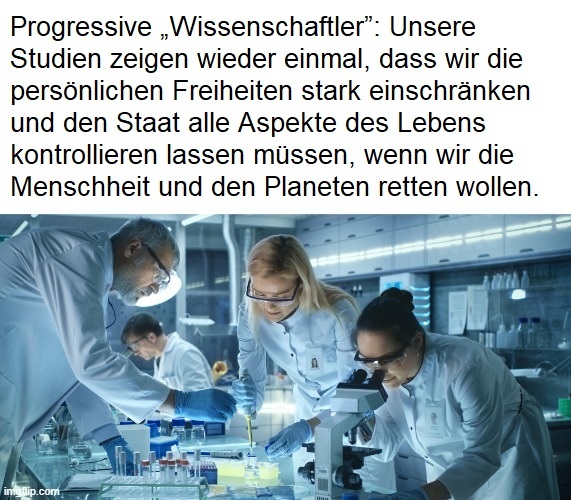 Progressive „Wissenschaftler”: Unsere
Studien zeigen wieder einmal, dass wir die
persönlichen Freiheiten stark einschränken
und den Staat alle Aspekte des Lebens
kontrollieren lassen müssen, wenn wir die
Menschheit und den Planeten retten wollen.
imgflip.com